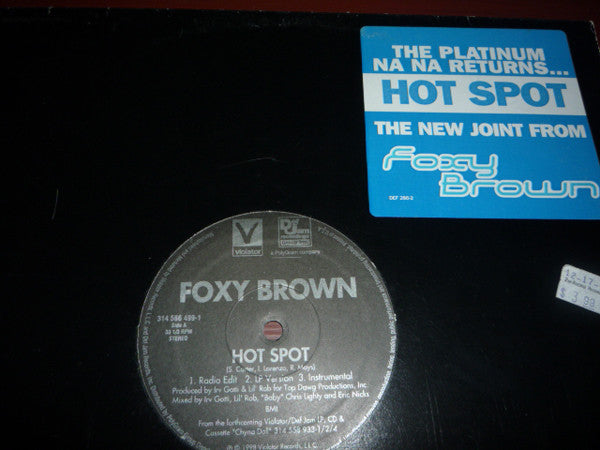 THE PLATINUM
NA NA RETURNS...
HOT SPOT
THE NEW JOINT FROM
foxy
Brown
DEF 286-2
V
Violator
Def Jam
recordings
a PolyGram company
FOXY BROWN
314 566 499-1
Side A
33 1/3 RPM
STEREO
HOT SPOT
(S. Carter, I. Lorenzo, R. Mays)
1. Radio Edit 2. LP Version 3. Instrumental
Produced by Irv Gotti & Lil' Rob for Top Dawg Productions, Inc.
Mixed by Irv Gotti, Lil' Rob, "Boby" Chris Lighty and Eric Nicks
BMI
From the forthcoming Violator/Def Jam LP, CD &
Cassette "Chyna Doll" 314 558 933-1/2/4
℗ © 1998 Violator Records, L.L.C.
12-17-
$ 3.99